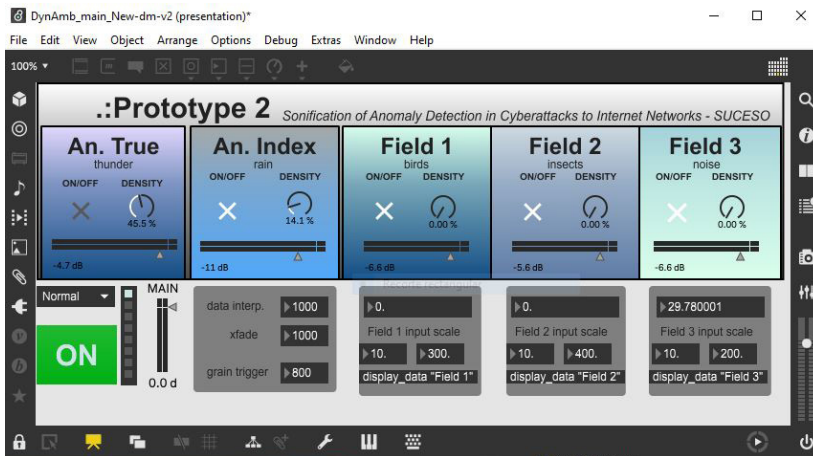 DynAmb_main_New-dm-v2 (presentation)*
File Edit View Object Arrange Options Debug Extras Window Help
100%
.:Prototype 2 Sonification of Anomaly Detection in Cyberattacks to Internet Networks - SUCESO
An. True An. Index Field 1 Field 2 Field 3
thunder rain birds insects noise
ON/OFF DENSITY ON/OFF DENSITY ON/OFF DENSITY ON/OFF DENSITY ON/OFF DENSITY
45.5 % 14.1 % 0.00 % 0.00 % 0.00 %
-4.7 dB -11 dB -6.6 dB -5.6 dB -6.6 dB
Recorte rectangular
Normal MAIN
ON
0.0 d
data interp. 1000
xfade 1000
grain trigger 800
0.
Field 1 input scale
10. 300.
display_data "Field 1"
0.
Field 2 input scale
10. 400.
display_data "Field 2"
29.780001
Field 3 input scale
10. 200.
display_data "Field 3"